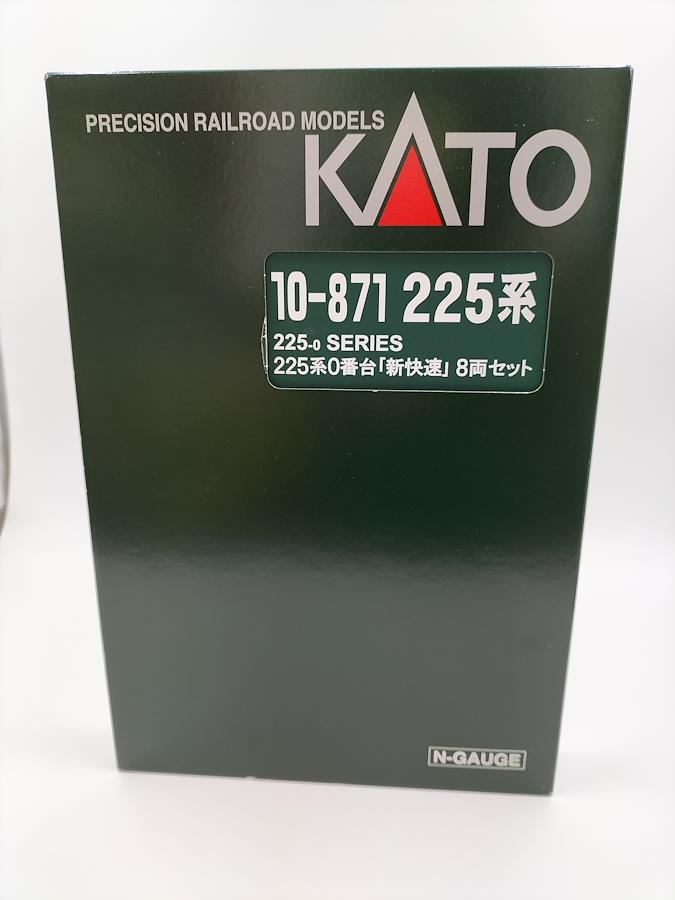 PRECISION RAILROAD MODELS
KATO
10-871 225系
225-0 SERIES
225系0番台「新快速」 8両セット
N-GAUGE